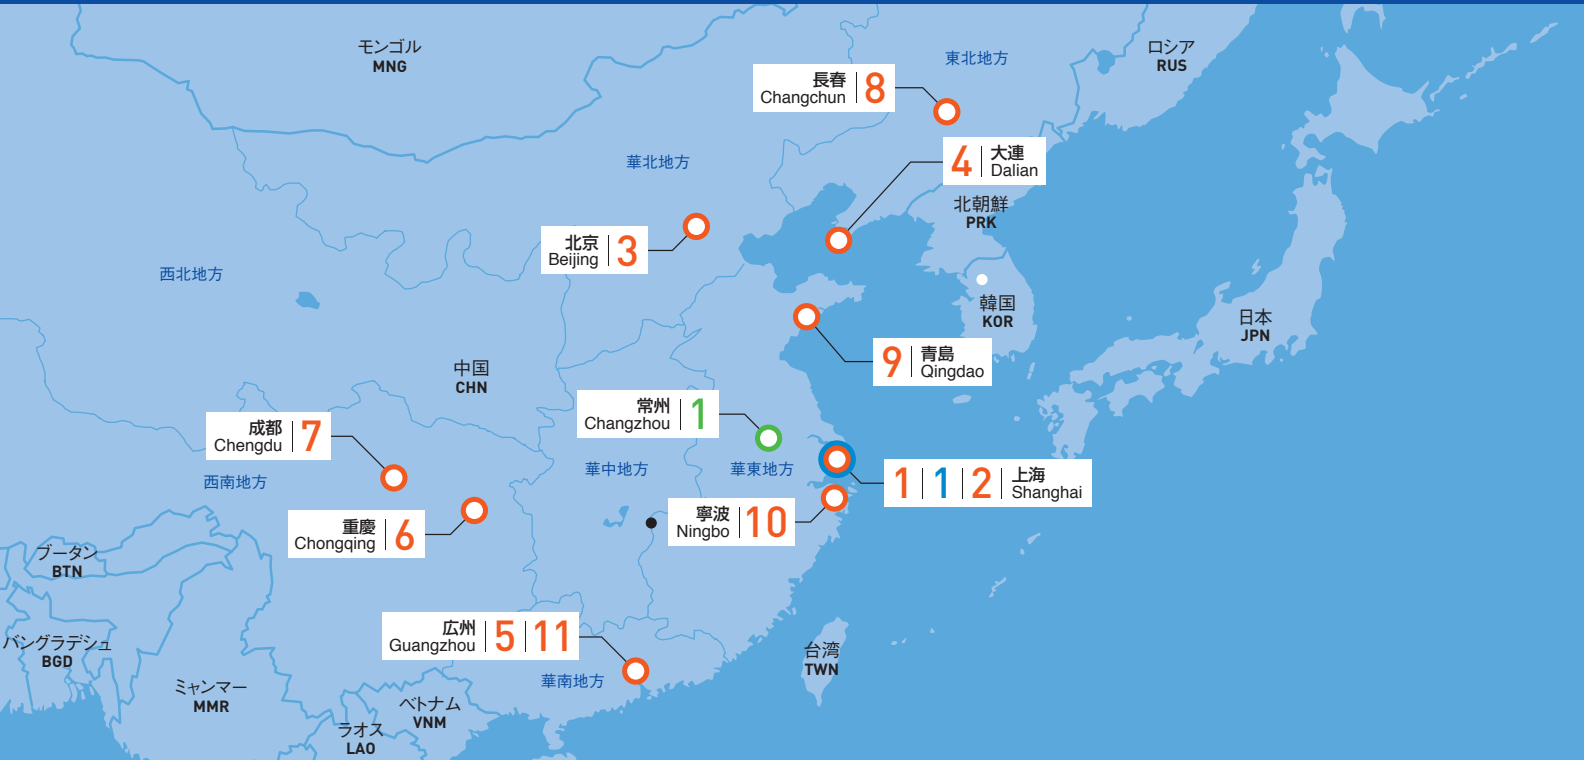 モンゴル
MNG
東北地方
ロシア
RUS
長春
Changchun
8
4
大連
Dalian
華北地方
北朝鮮
PRK
北京
Beijing
3
西北地方
韓国
KOR
日本
JPN
9
青島
Qingdao
中国
CHN
常州
Changzhou
1
成都
Chengdu
7
西南地方
華中地方
華東地方
1
1
2
上海
Shanghai
寧波
Ningbo
10
重慶
Chongqing
6
ブータン
BTN
広州
Guangzhou
5
11
バングラデシュ
BGD
台湾
TWN
華南地方
ミャンマー
MMR
ベトナム
VNM
ラオス
LAO